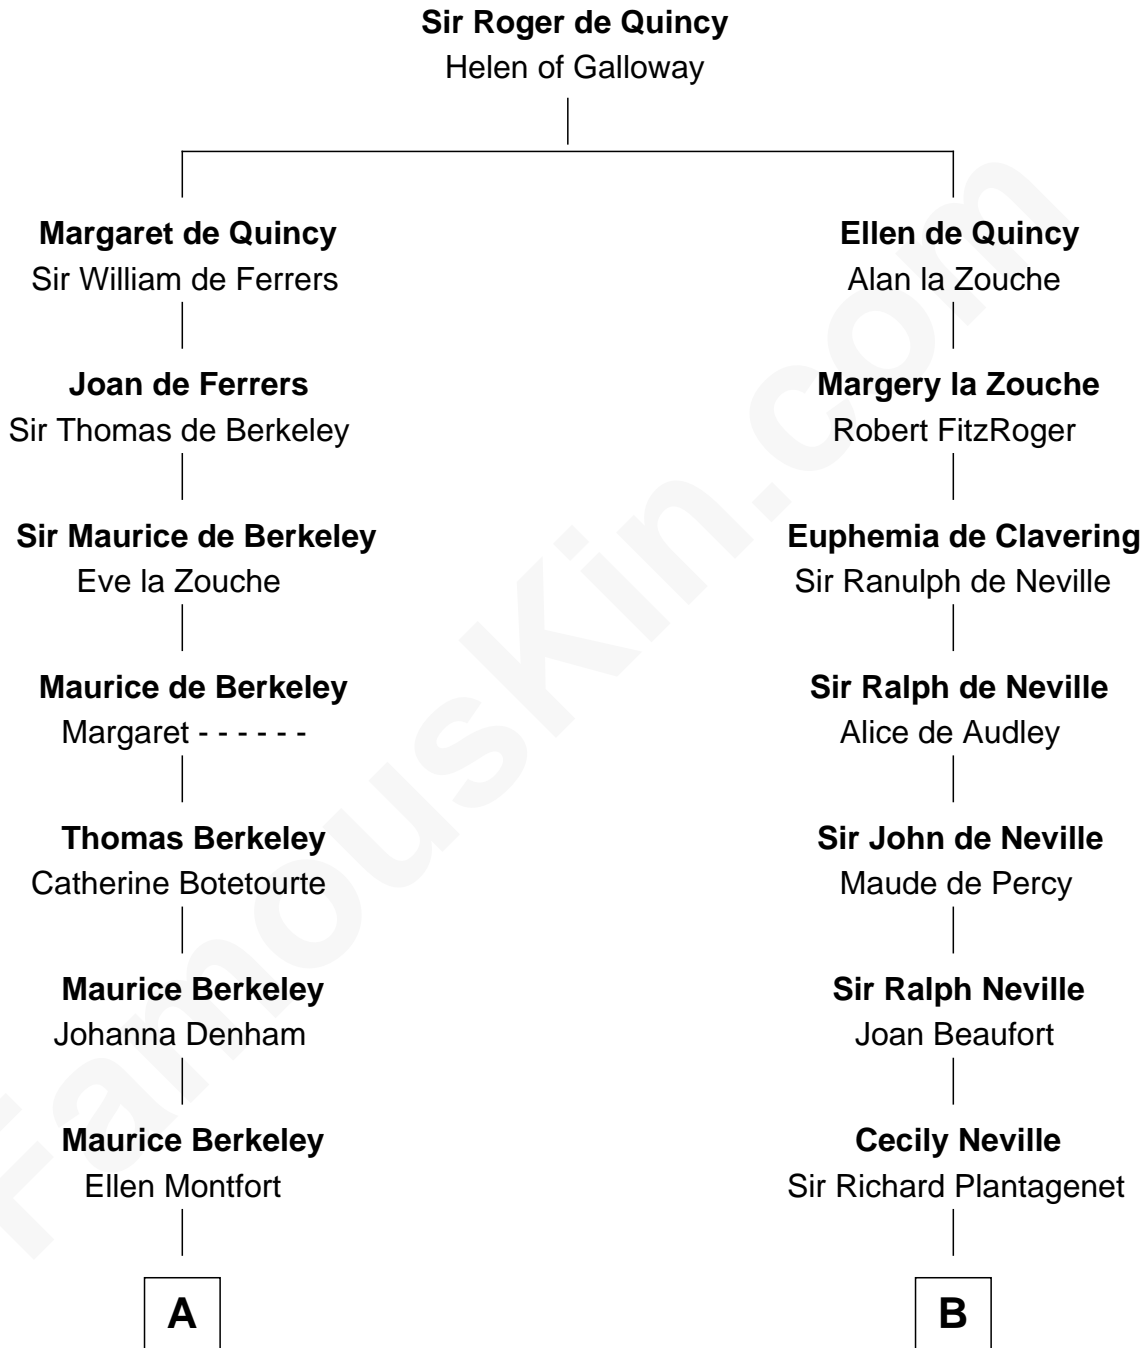 Sir Roger de Quincy
Helen of Galloway
Margaret de Quincy
Sir William de Ferrers
Joan de Ferrers
Sir Thomas de Berkeley
Sir Maurice de Berkeley
Eve la Zouche
Maurice de Berkeley
Margaret - - - - - -
Thomas Berkeley
Catherine Botetourte
Maurice Berkeley
Johanna Denham
Maurice Berkeley
Ellen Montfort
A
Ellen de Quincy
Alan la Zouche
Margery la Zouche
Robert FitzRoger
Euphemia de Clavering
Sir Ranulph de Neville
Sir Ralph de Neville
Alice de Audley
Sir John de Neville
Maude de Percy
Sir Ralph Neville
Joan Beaufort
Cecily Neville
Sir Richard Plantagenet
B
FamousKin.com